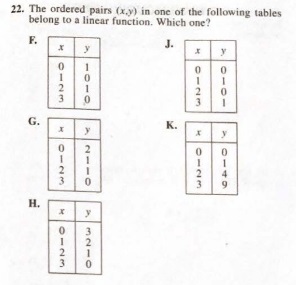 22. The ordered pairs (x,y) in one of the following tables
belong to a linear function. Which one?
F.
x y
0 1
1 0
2 1
3 0
G.
x y
0 2
1 1
2 1
3 0
H.
x y
0 3
1 2
2 1
3 0
J.
x y
0 0
1 1
2 0
3 1
K.
x y
0 0
1 1
2 4
3 9